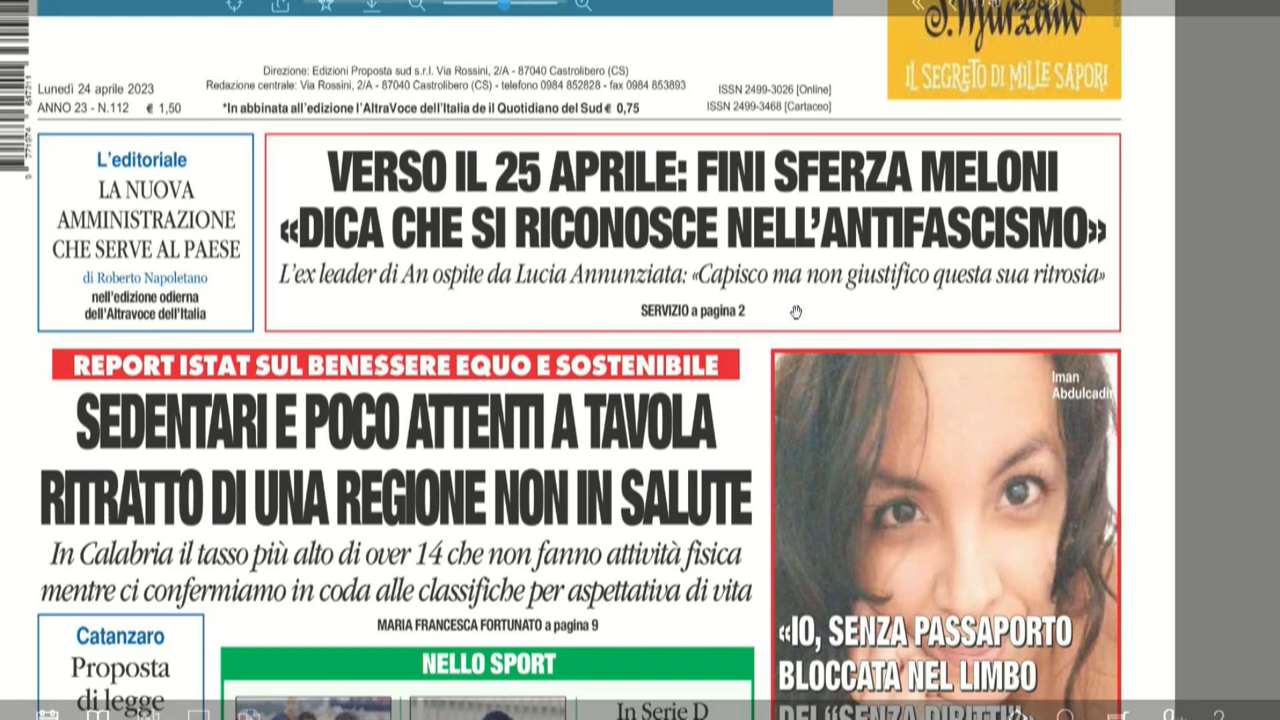 S. Marzano
IL SEGRETO DI MILLE SAPORI
Lunedì 24 aprile 2023
ANNO 23 - N.112 € 1,50
Direzione: Edizioni Proposta sud s.r.l. Via Rossini, 2/A - 87040 Castrolibero (CS)
Redazione centrale: Via Rossini, 2/A - 87040 Castrolibero (CS) - telefono 0984 852828 - fax 0984 853893
*In abbinata all'edizione l'AltraVoce dell'Italia de il Quotidiano del Sud € 0,75
ISSN 2499-3026 [Online]
ISSN 2499-3468 [Cartaceo]
L'editoriale
LA NUOVA
AMMINISTRAZIONE
CHE SERVE AL PAESE
di Roberto Napoletano
nell'edizione odierna
dell'Altravoce dell'Italia
VERSO IL 25 APRILE: FINI SFERZA MELONI
«DICA CHE SI RICONOSCE NELL'ANTIFASCISMO»
L'ex leader di An ospite da Lucia Annunziata: «Capisco ma non giustifico questa sua ritrosia»
SERVIZIO a pagina 2
REPORT ISTAT SUL BENESSERE EQUO E SOSTENIBILE
SEDENTARI E POCO ATTENTI A TAVOLA
RITRATTO DI UNA REGIONE NON IN SALUTE
In Calabria il tasso più alto di over 14 che non fanno attività fisica
mentre ci confermiamo in coda alle classifiche per aspettativa di vita
MARIA FRANCESCA FORTUNATO a pagina 9
Catanzaro
Proposta
di legge
NELLO SPORT
In Serie D
Iman
Abdulcadir
«IO, SENZA PASSAPORTO
BLOCCATA NEL LIMBO
DEI "SENZA DIRITTI"»